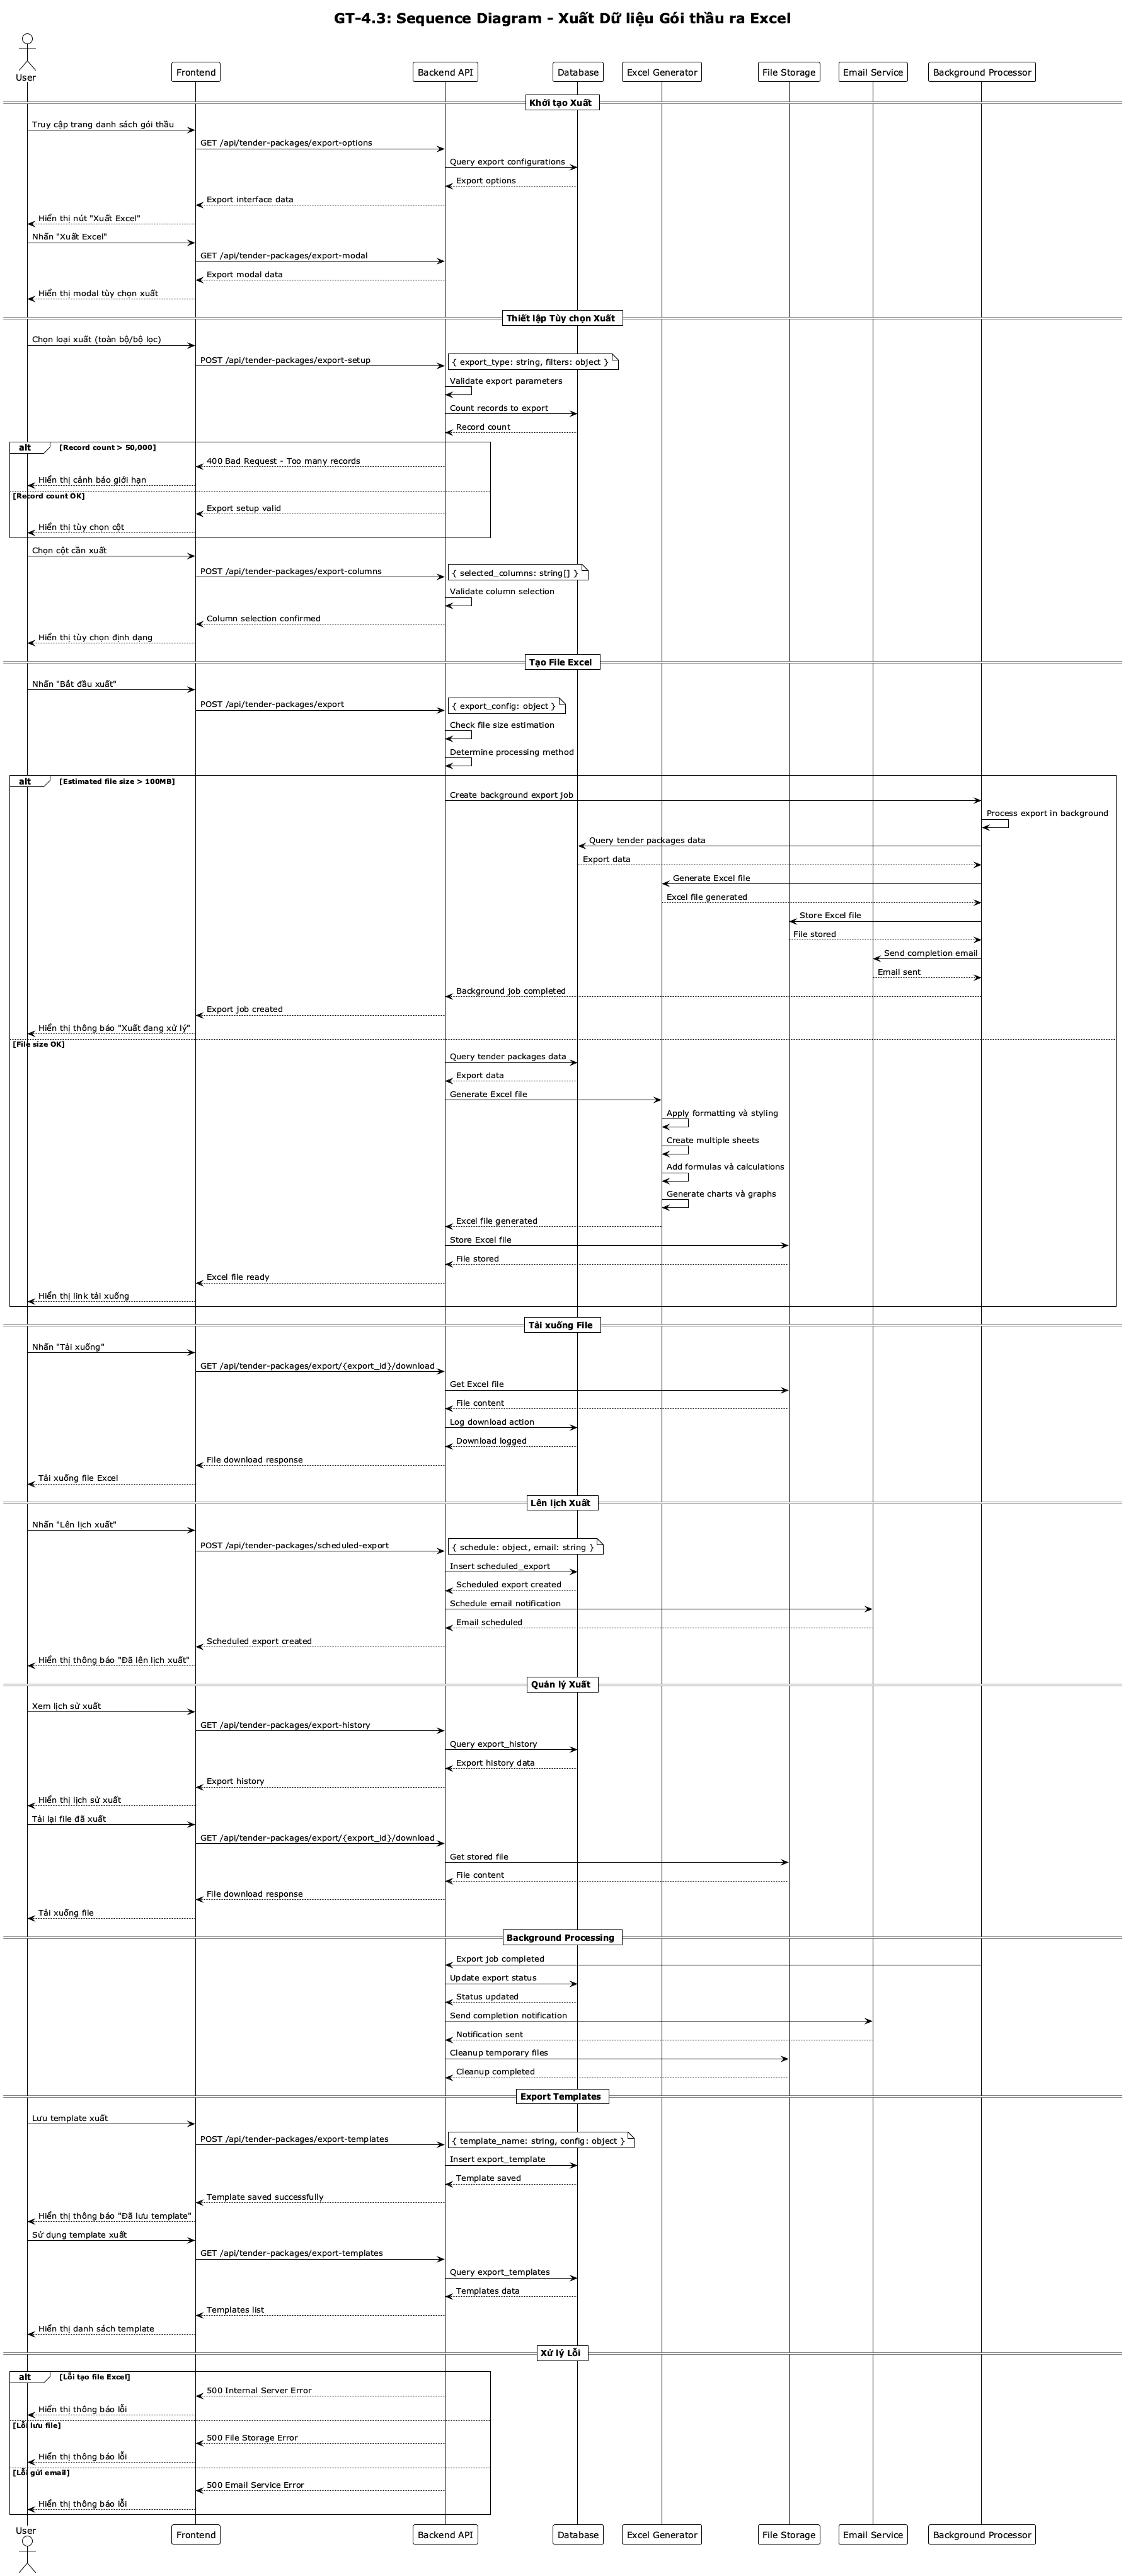 GT-4.3: Sequence Diagram - Xuất Dữ liệu Gói thầu ra Excel
User
Frontend
Backend API
Database
Excel Generator
File Storage
Email Service
Background Processor
Khởi tạo Xuất
Truy cập trang danh sách gói thầu
GET /api/tender-packages/export-options
Query export configurations
Export options
Export interface data
Hiển thị nút "Xuất Excel"
Nhấn "Xuất Excel"
GET /api/tender-packages/export-modal
Export modal data
Hiển thị modal tùy chọn xuất
Thiết lập Tùy chọn Xuất
Chọn loại xuất (toàn bộ/bộ lọc)
POST /api/tender-packages/export-setup
{ export_type: string, filters: object }
Validate export parameters
Count records to export
Record count
alt
[Record count > 50,000]
400 Bad Request - Too many records
Hiển thị cảnh báo giới hạn
[Record count OK]
Export setup valid
Hiển thị tùy chọn cột
Chọn cột cần xuất
POST /api/tender-packages/export-columns
{ selected_columns: string[] }
Validate column selection
Column selection confirmed
Hiển thị tùy chọn định dạng
Tạo File Excel
Nhấn "Bắt đầu xuất"
POST /api/tender-packages/export
{ export_config: object }
Check file size estimation
Determine processing method
alt
[Estimated file size > 100MB]
Create background export job
Process export in background
Query tender packages data
Export data
Generate Excel file
Excel file generated
Store Excel file
File stored
Send completion email
Email sent
Background job completed
Export job created
Hiển thị thông báo "Xuất đang xử lý"
[File size OK]
Query tender packages data
Export data
Generate Excel file
Apply formatting và styling
Create multiple sheets
Add formulas và calculations
Generate charts và graphs
Excel file generated
Store Excel file
File stored
Excel file ready
Hiển thị link tải xuống
Tải xuống File
Nhấn "Tải xuống"
GET /api/tender-packages/export/{export_id}/download
Get Excel file
File content
Log download action
Download logged
File download response
Tải xuống file Excel
Lên lịch Xuất
Nhấn "Lên lịch xuất"
POST /api/tender-packages/scheduled-export
{ schedule: object, email: string }
Insert scheduled_export
Scheduled export created
Schedule email notification
Email scheduled
Scheduled export created
Hiển thị thông báo "Đã lên lịch xuất"
Quản lý Xuất
Xem lịch sử xuất
GET /api/tender-packages/export-history
Query export_history
Export history data
Export history
Hiển thị lịch sử xuất
Tải lại file đã xuất
GET /api/tender-packages/export/{export_id}/download
Get stored file
File content
File download response
Tải xuống file
Background Processing
Export job completed
Update export status
Status updated
Send completion notification
Notification sent
Cleanup temporary files
Cleanup completed
Export Templates
Lưu template xuất
POST /api/tender-packages/export-templates
{ template_name: string, config: object }
Insert export_template
Template saved
Template saved successfully
Hiển thị thông báo "Đã lưu template"
Sử dụng template xuất
GET /api/tender-packages/export-templates
Query export_templates
Templates data
Templates list
Hiển thị danh sách template
Xử lý Lỗi
alt
[Lỗi tạo file Excel]
500 Internal Server Error
Hiển thị thông báo lỗi
[Lỗi lưu file]
500 File Storage Error
Hiển thị thông báo lỗi
[Lỗi gửi email]
500 Email Service Error
Hiển thị thông báo lỗi
User
Frontend
Backend API
Database
Excel Generator
File Storage
Email Service
Background Processor